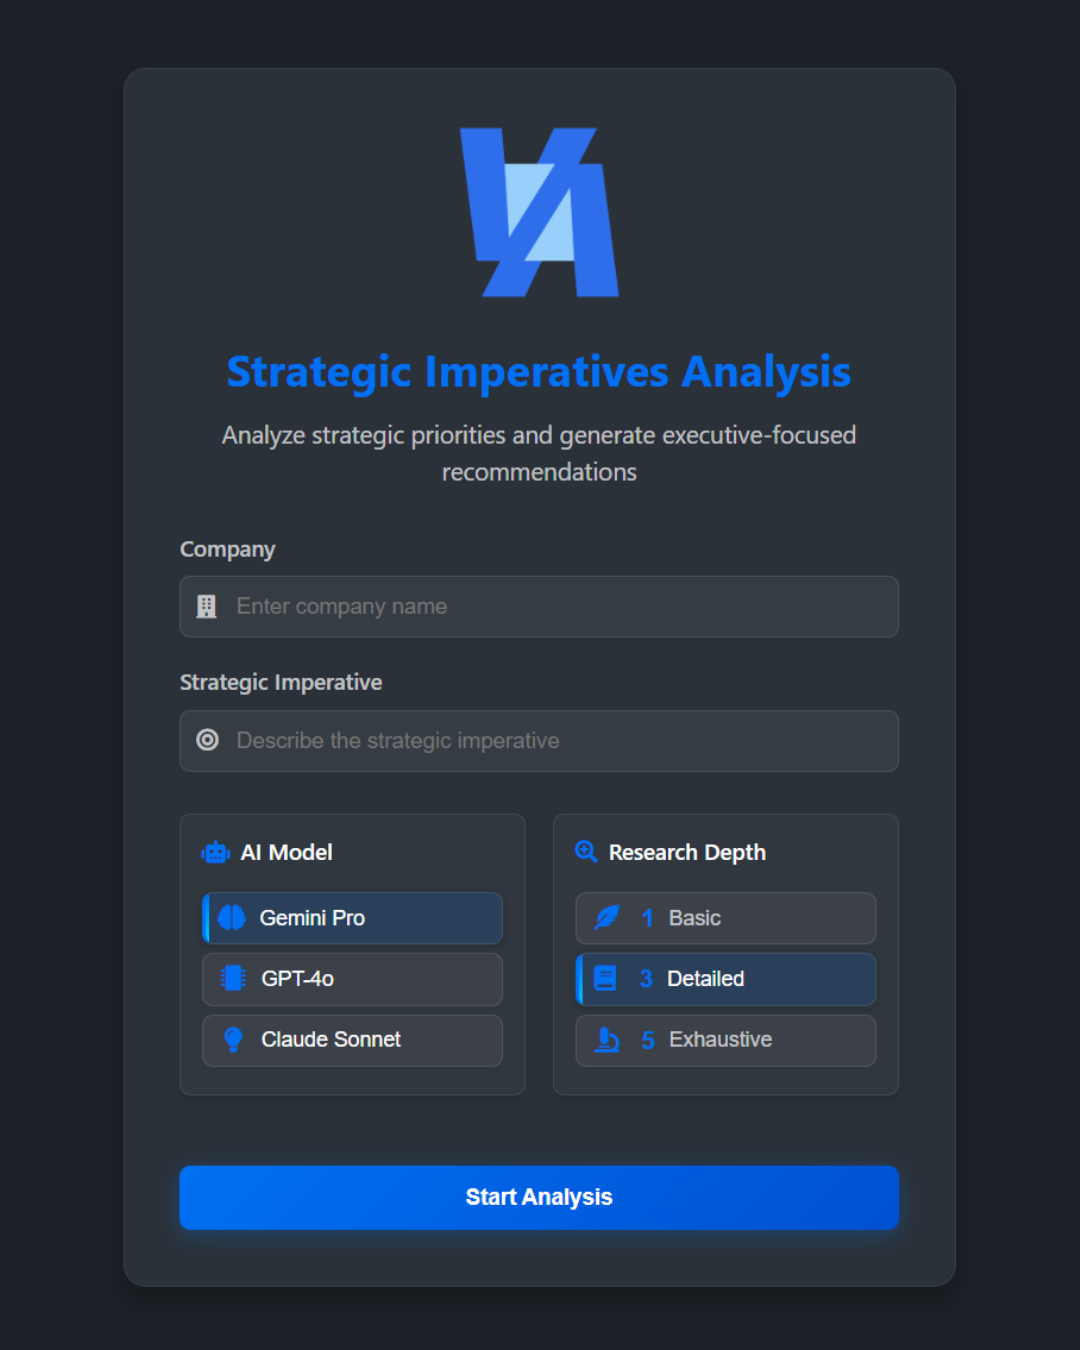 Strategic Imperatives Analysis
Analyze strategic priorities and generate executive-focused
recommendations
Company
Enter company name
Strategic Imperative
Describe the strategic imperative
AI Model
Gemini Pro
GPT-4o
Claude Sonnet
Research Depth
1 Basic
3 Detailed
5 Exhaustive
Start Analysis